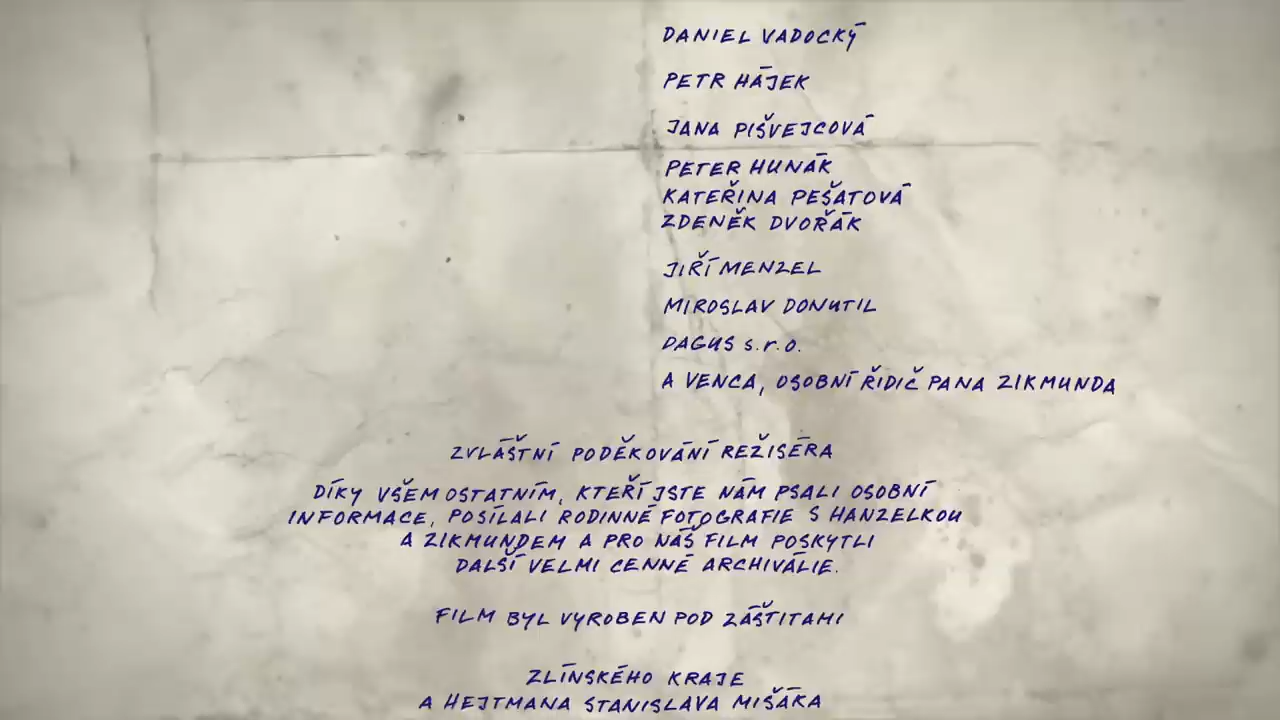 DANIEL VADOCKÝ
PETR HÁJEK
JANA PIŠVEJCOVÁ
PETER HUNÁK
KATEŘINA PEŠATOVÁ
ZDENĚK DVOŘÁK
JIŘÍ MENZEL
MIROSLAV DONUTIL
DAGUS s.r.o.
A VENCA, OSOBNÍ ŘIDIČ PANA ZIKMUNDA
ZVLÁŠTNÍ PODĚKOVÁNÍ REŽISÉRA
DÍKY VŠEM OSTATNÍM, KTEŘÍ JSTE NÁM PSALI OSOBNÍ
INFORMACE, POSÍLALI RODINNÉ FOTOGRAFIE S HANZELKOU
A ZIKMUNDEM A PRO NÁŠ FILM POSKYTLI
DALŠÍ VELMI CENNÉ ARCHIVÁLIE.
FILM BYL VYROBEN POD ZÁŠTITAMI
ZLÍNSKÉHO KRAJE
A HEJTMANA STANISLAVA MIŠÁKA